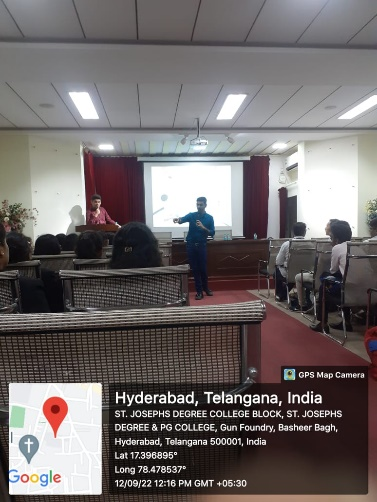 GPS Map Camera
Hyderabad, Telangana, India
ST. JOSEPHS DEGREE COLLEGE BLOCK, ST. JOSEPHS
DEGREE & PG COLLEGE, Gun Foundry, Basheer Bagh,
Hyderabad, Telangana 500001, India
Lat 17.396895°
Long 78.478537°
12/09/22 12:16 PM GMT +05:30
Google